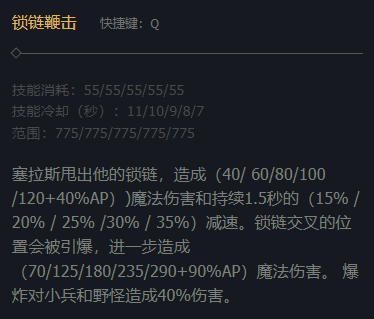 锁链鞭击 快捷键：Q
技能消耗：55/55/55/55/55
技能冷却（秒）：11/10/9/8/7
范围：775/775/775/775/775
塞拉斯甩出他的锁链，造成（40/ 60/80/100
/120+40%AP）)魔法伤害和持续1.5秒的（15% /
20% / 25% /30% / 35%）减速。锁链交叉的位
置会被引爆，进一步造成
（70/125/180/235/290+90%AP）魔法伤害。 爆
炸对小兵和野怪造成40%伤害。